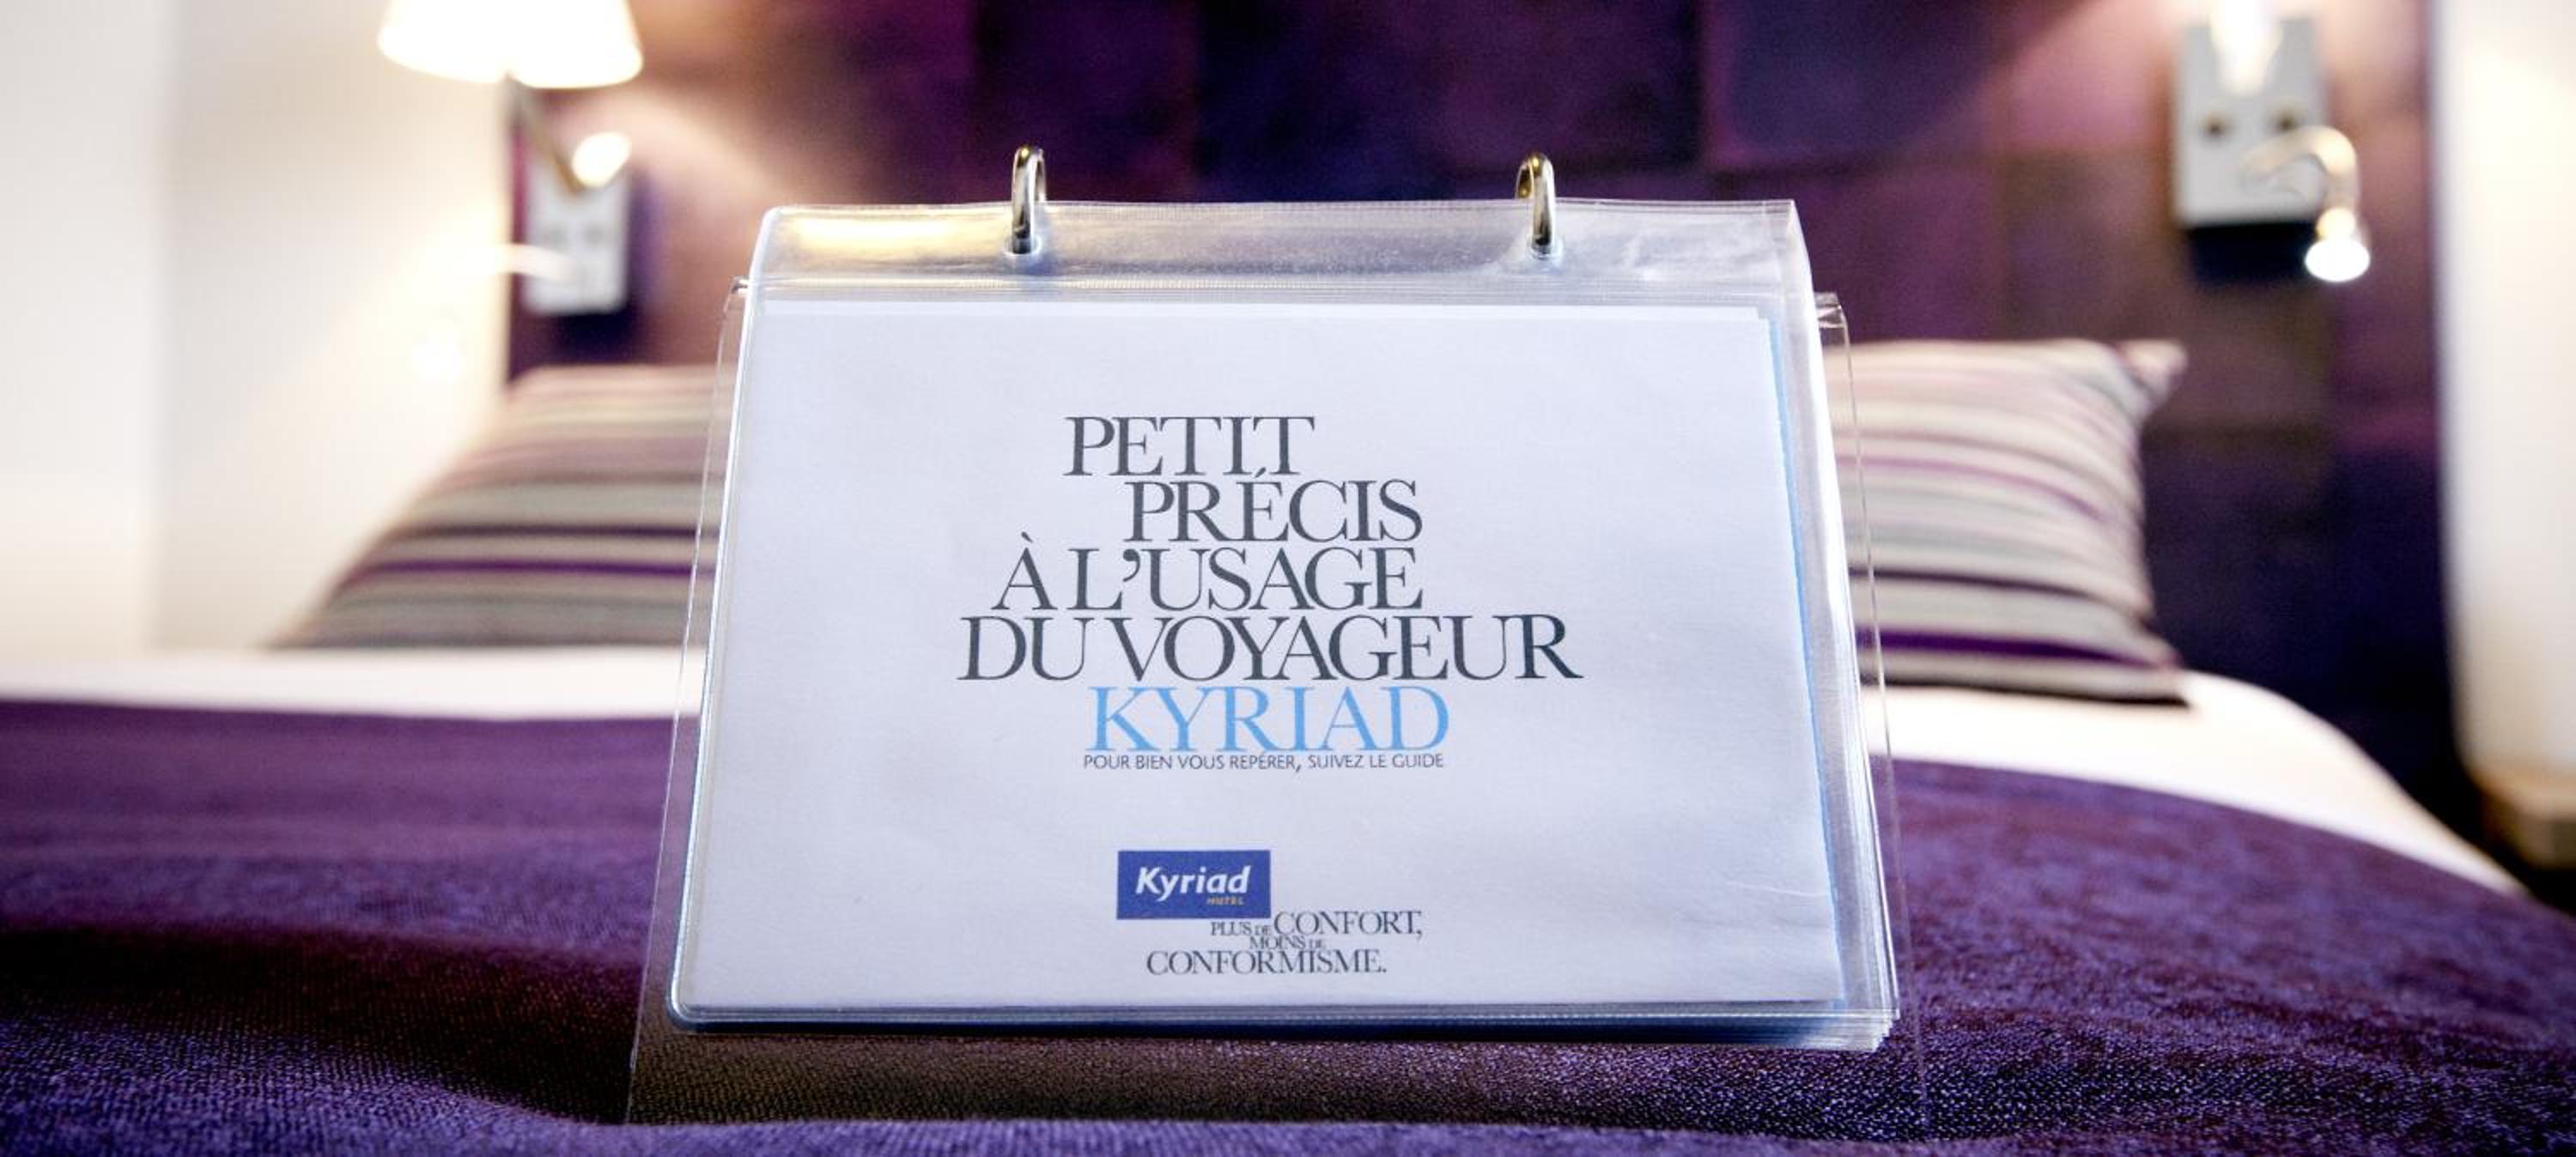 PETIT
PRÉCIS
À L'USAGE
DU VOYAGEUR
KYRIAD
POUR BIEN VOUS REPÉRER, SUIVEZ LE GUIDE
Kyriad
HOTEL
PLUS DE CONFORT,
MOINS DE
CONFORMISME.